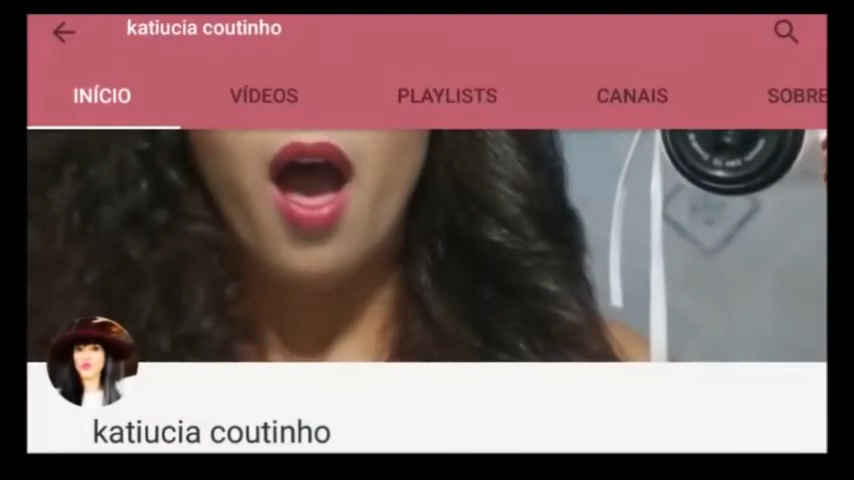 katiucia coutinho
INÍCIO VÍDEOS PLAYLISTS CANAIS SOBRE
katiucia coutinho